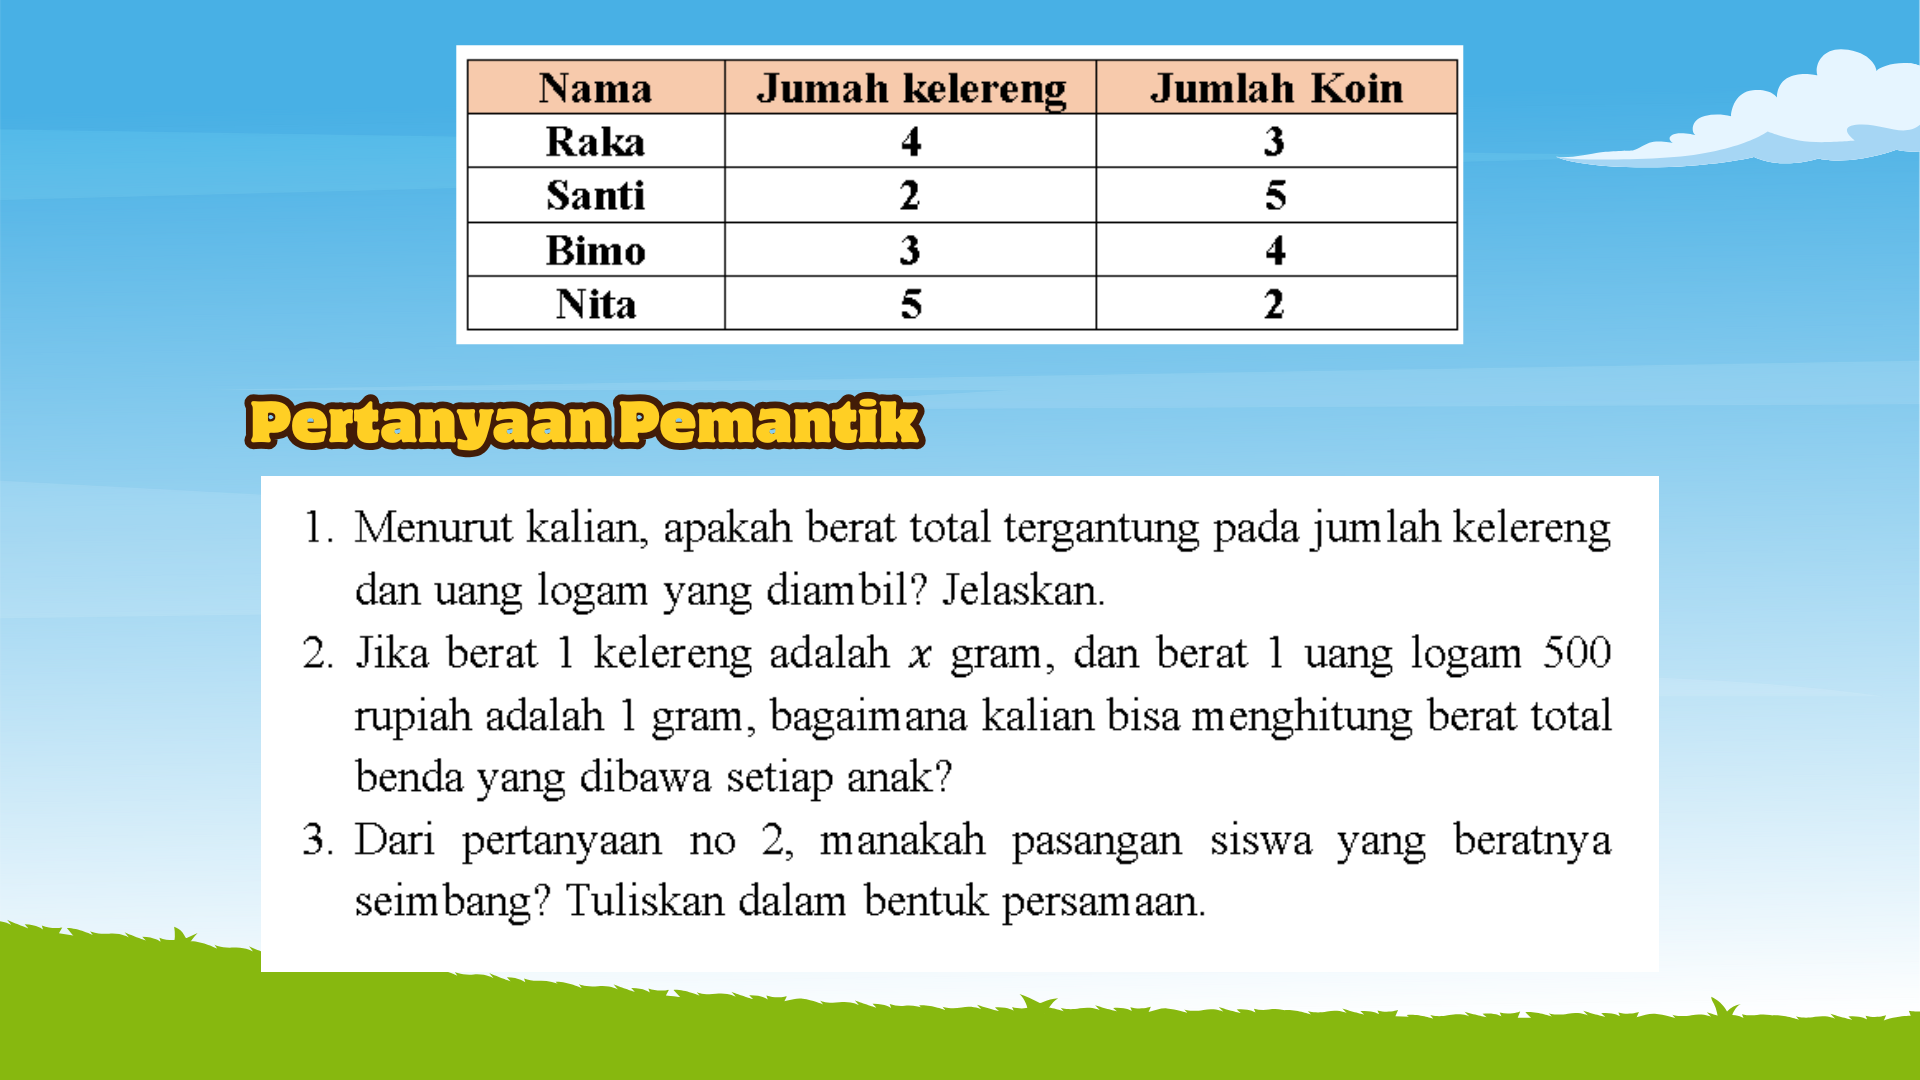 Nama Jumah kelereng Jumlah Koin
Raka 4 3
Santi 2 5
Bimo 3 4
Nita 5 2
Pertanyaan Pemantik
1. Menurut kalian, apakah berat total tergantung pada jumlah kelereng
dan uang logam yang diambil? Jelaskan.
2. Jika berat 1 kelereng adalah x gram, dan berat 1 uang logam 500
rupiah adalah 1 gram, bagaimana kalian bisa menghitung berat total
benda yang dibawa setiap anak?
3. Dari pertanyaan no 2, manakah pasangan siswa yang beratnya
seimbang? Tuliskan dalam bentuk persamaan.